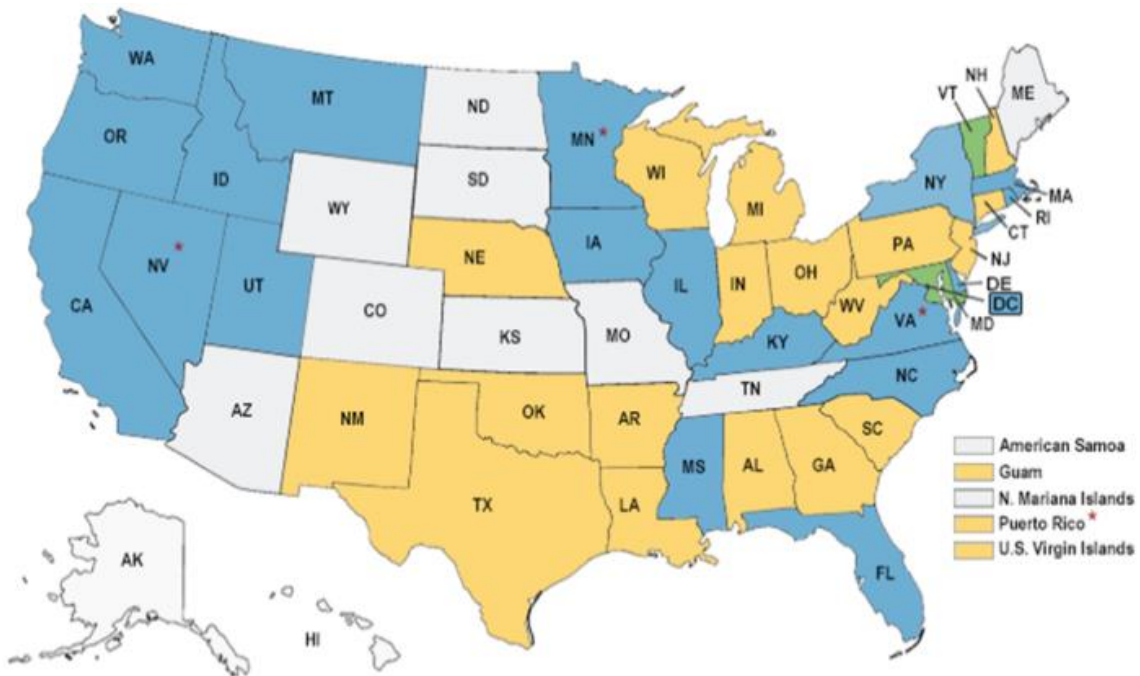 WA
MT
ND
MN*
OR
ID
SD
WI
MI
NY
VT
NH
ME
MA
RI
CT
WY
NV*
UT
CA
NE
IA
IL
IN
OH
PA
NJ
DE
DC
MD
WV
VA*
CO
KS
MO
KY
NC
TN
AZ
NM
OK
AR
SC
MS
AL
GA
TX
LA
FL
AK
HI
American Samoa
Guam
N. Mariana Islands
Puerto Rico*
U.S. Virgin Islands